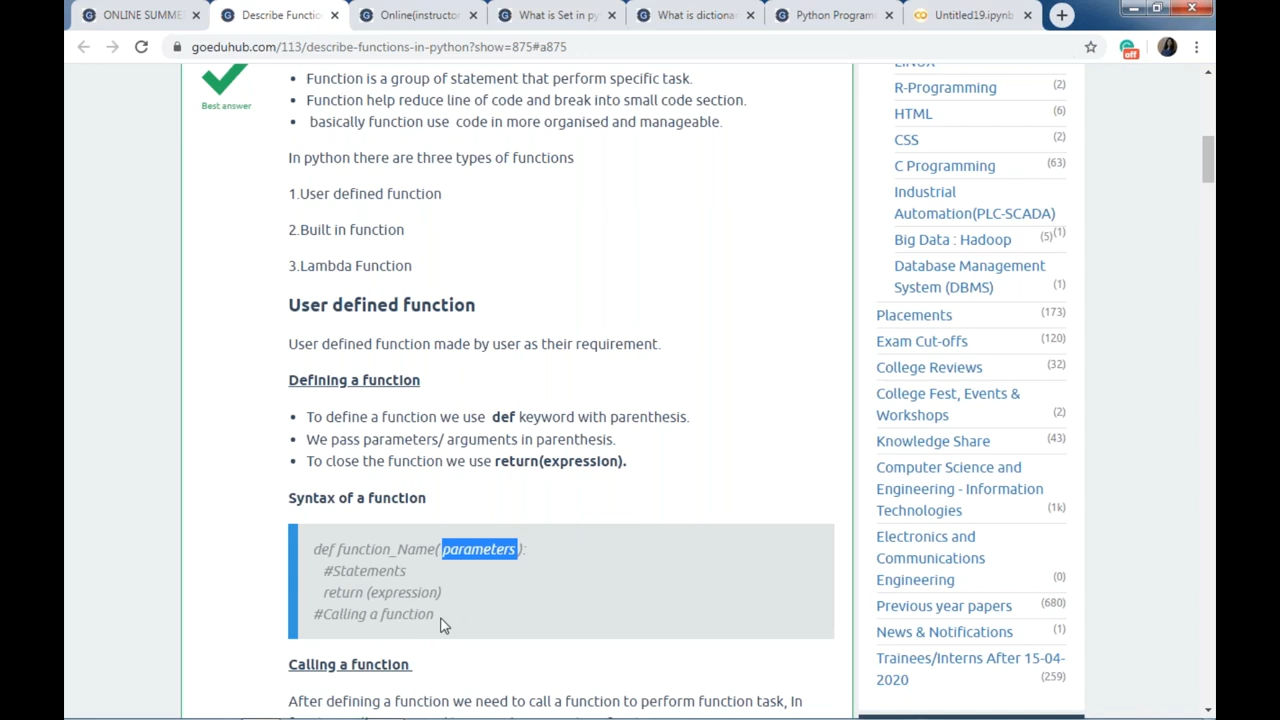 ONLINE SUMME
Describe Functio
Online(instructor
What is Set in py
What is dictiona
Python Program
Untitled19.ipynb
goeduhub.com/113/describe-functions-in-python?show=875#a875
off
Best answer
• Function is a group of statement that perform specific task.
• Function help reduce line of code and break into small code section.
• basically function use code in more organised and manageable.
In python there are three types of functions
1.User defined function
2.Built in function
3.Lambda Function
User defined function
User defined function made by user as their requirement.
Defining a function
• To define a function we use def keyword with parenthesis.
• We pass parameters/ arguments in parenthesis.
• To close the function we use return(expression).
Syntax of a function
def function_Name( parameters ):
#Statements
return (expression)
#Calling a function
Calling a function
After defining a function we need to call a function to perform function task, In
LINUX
R-Programming (2)
HTML (6)
CSS (2)
C Programming (63)
Industrial
Automation(PLC-SCADA)
(1)
Big Data : Hadoop (5)
Database Management
System (DBMS) (1)
Placements (173)
Exam Cut-offs (120)
College Reviews (32)
College Fest, Events &
Workshops (2)
Knowledge Share (43)
Computer Science and
Engineering - Information
Technologies (1k)
Electronics and
Communications
Engineering (0)
Previous year papers (680)
News & Notifications (1)
Trainees/Interns After 15-04-
2020 (259)